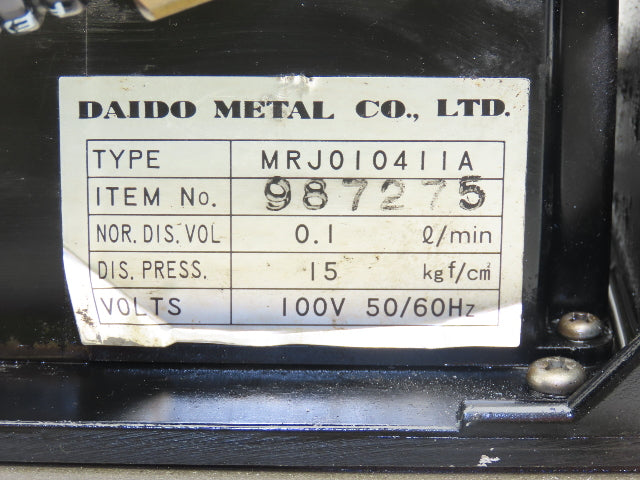 DAIDO METAL CO., LTD.
TYPE MRJ010411A
ITEM No. 987275
NOR. DIS. VOL 0.1 ℓ/min
DIS. PRESS. 15 kgf/cm²
VOLTS 100V 50/60Hz